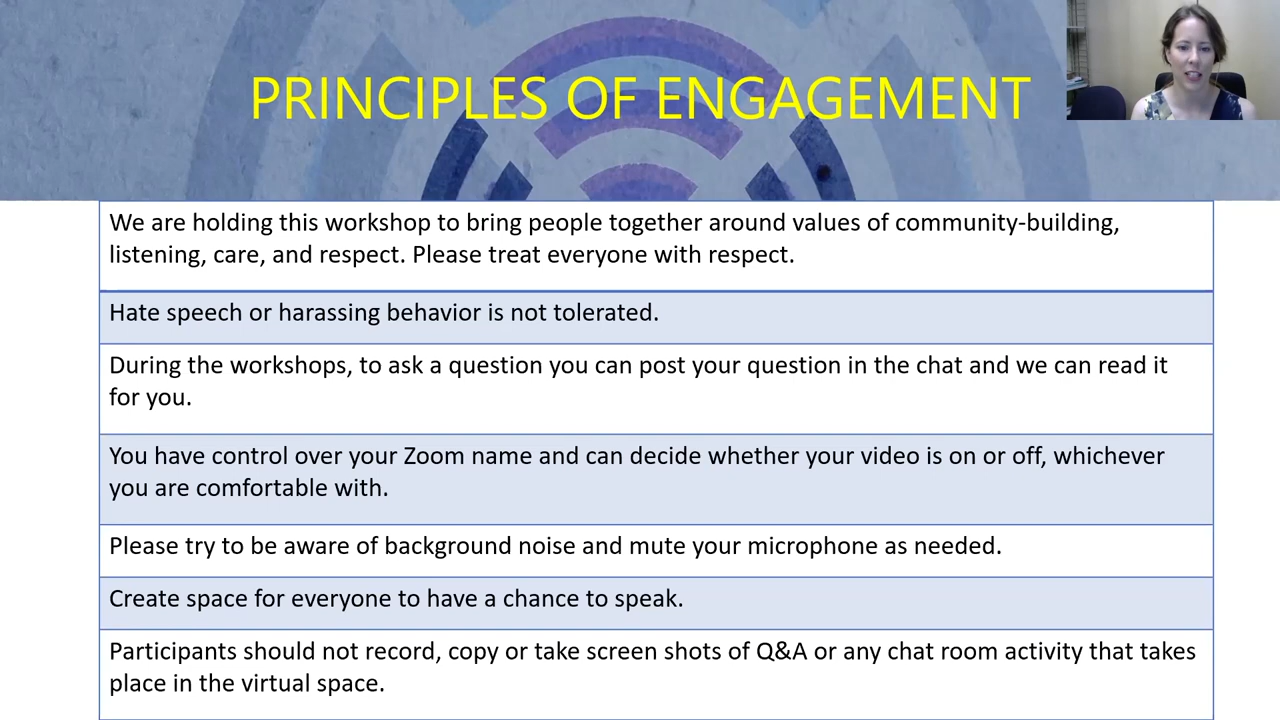 PRINCIPLES OF ENGAGEMENT
We are holding this workshop to bring people together around values of community-building,
listening, care, and respect. Please treat everyone with respect.
Hate speech or harassing behavior is not tolerated.
During the workshops, to ask a question you can post your question in the chat and we can read it
for you.
You have control over your Zoom name and can decide whether your video is on or off, whichever
you are comfortable with.
Please try to be aware of background noise and mute your microphone as needed.
Create space for everyone to have a chance to speak.
Participants should not record, copy or take screen shots of Q&A or any chat room activity that takes
place in the virtual space.